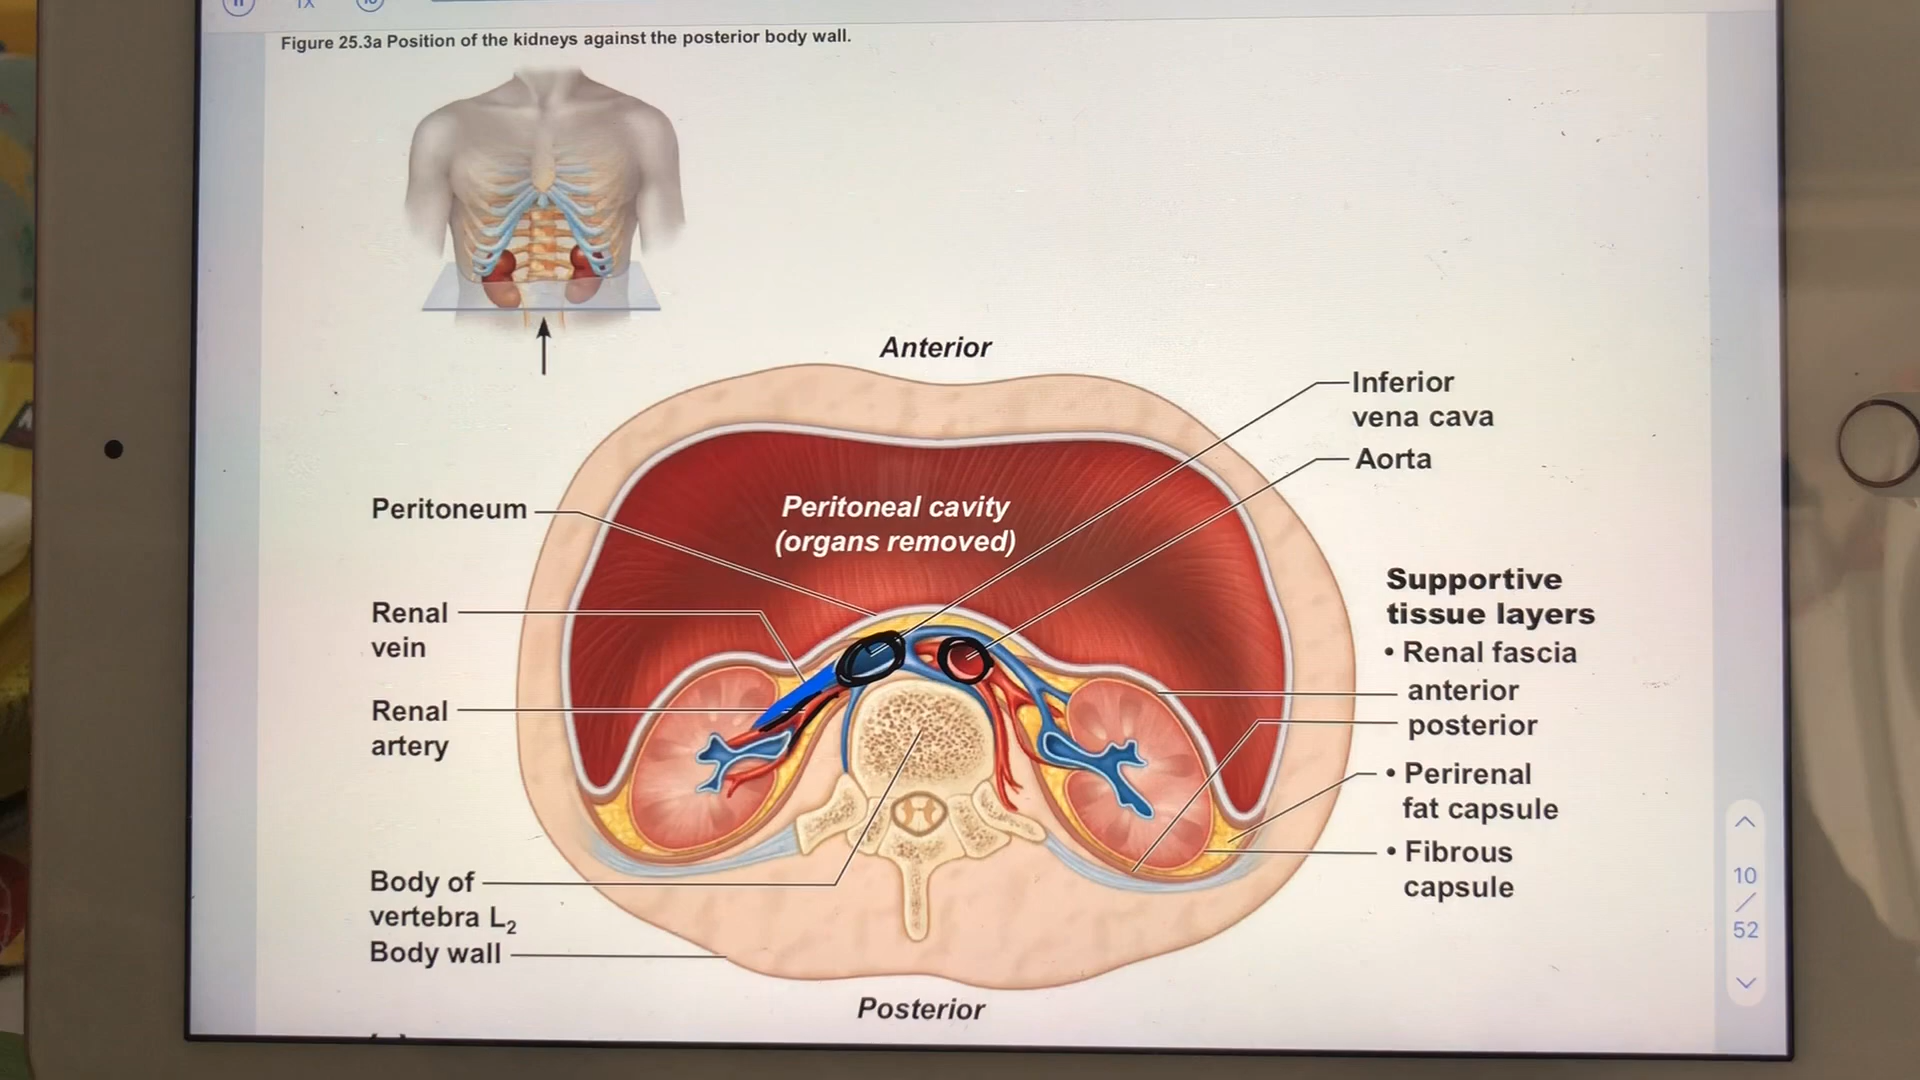 1X
Figure 25.3a Position of the kidneys against the posterior body wall.
Anterior
Inferior
vena cava
Aorta
Peritoneum
Peritoneal cavity
(organs removed)
Renal
vein
Renal
artery
Supportive
tissue layers
• Renal fascia
anterior
posterior
• Perirenal
fat capsule
• Fibrous
capsule
Body of
vertebra L₂
Body wall
Posterior
10
/
52